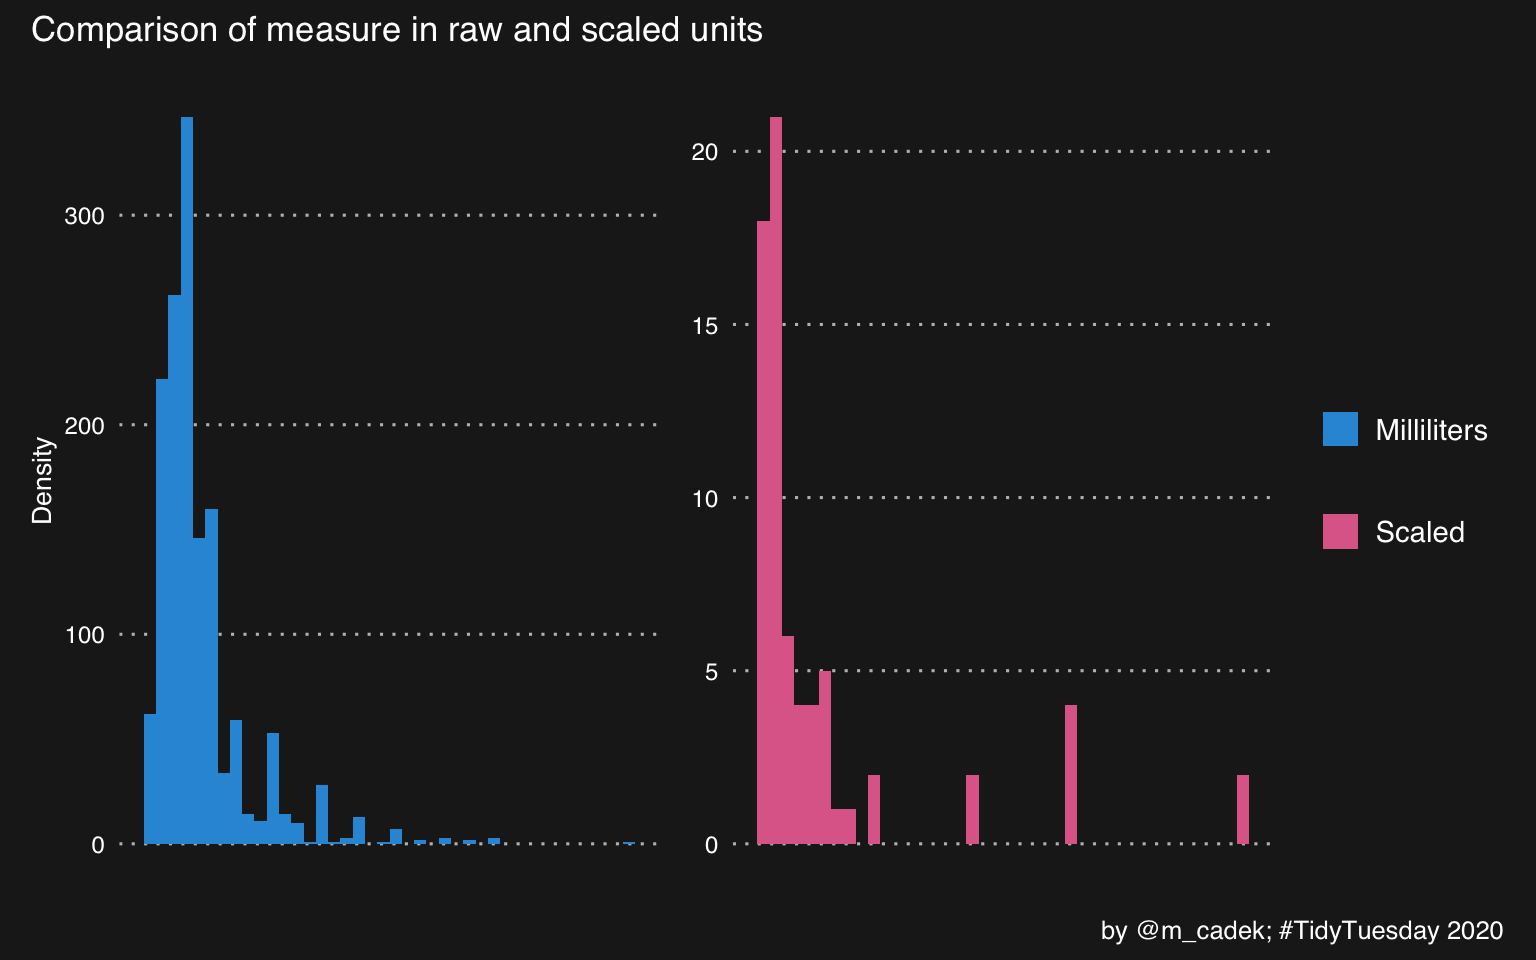 Comparison of measure in raw and scaled units
Density
300
200
100
0
20
15
10
5
0
Milliliters
Scaled
by @m_cadek; #TidyTuesday 2020